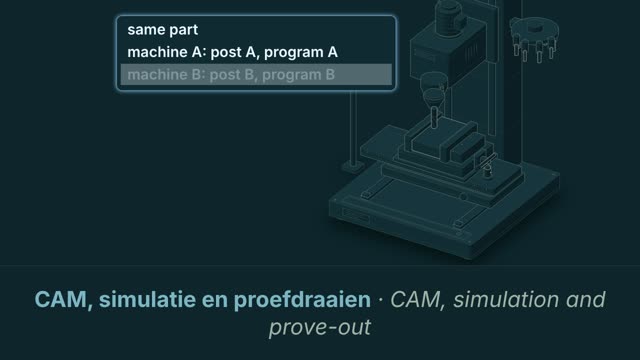 same part
machine A: post A, program A
machine B: post B, program B
CAM, simulatie en proefdraaien · CAM, simulation and
prove-out